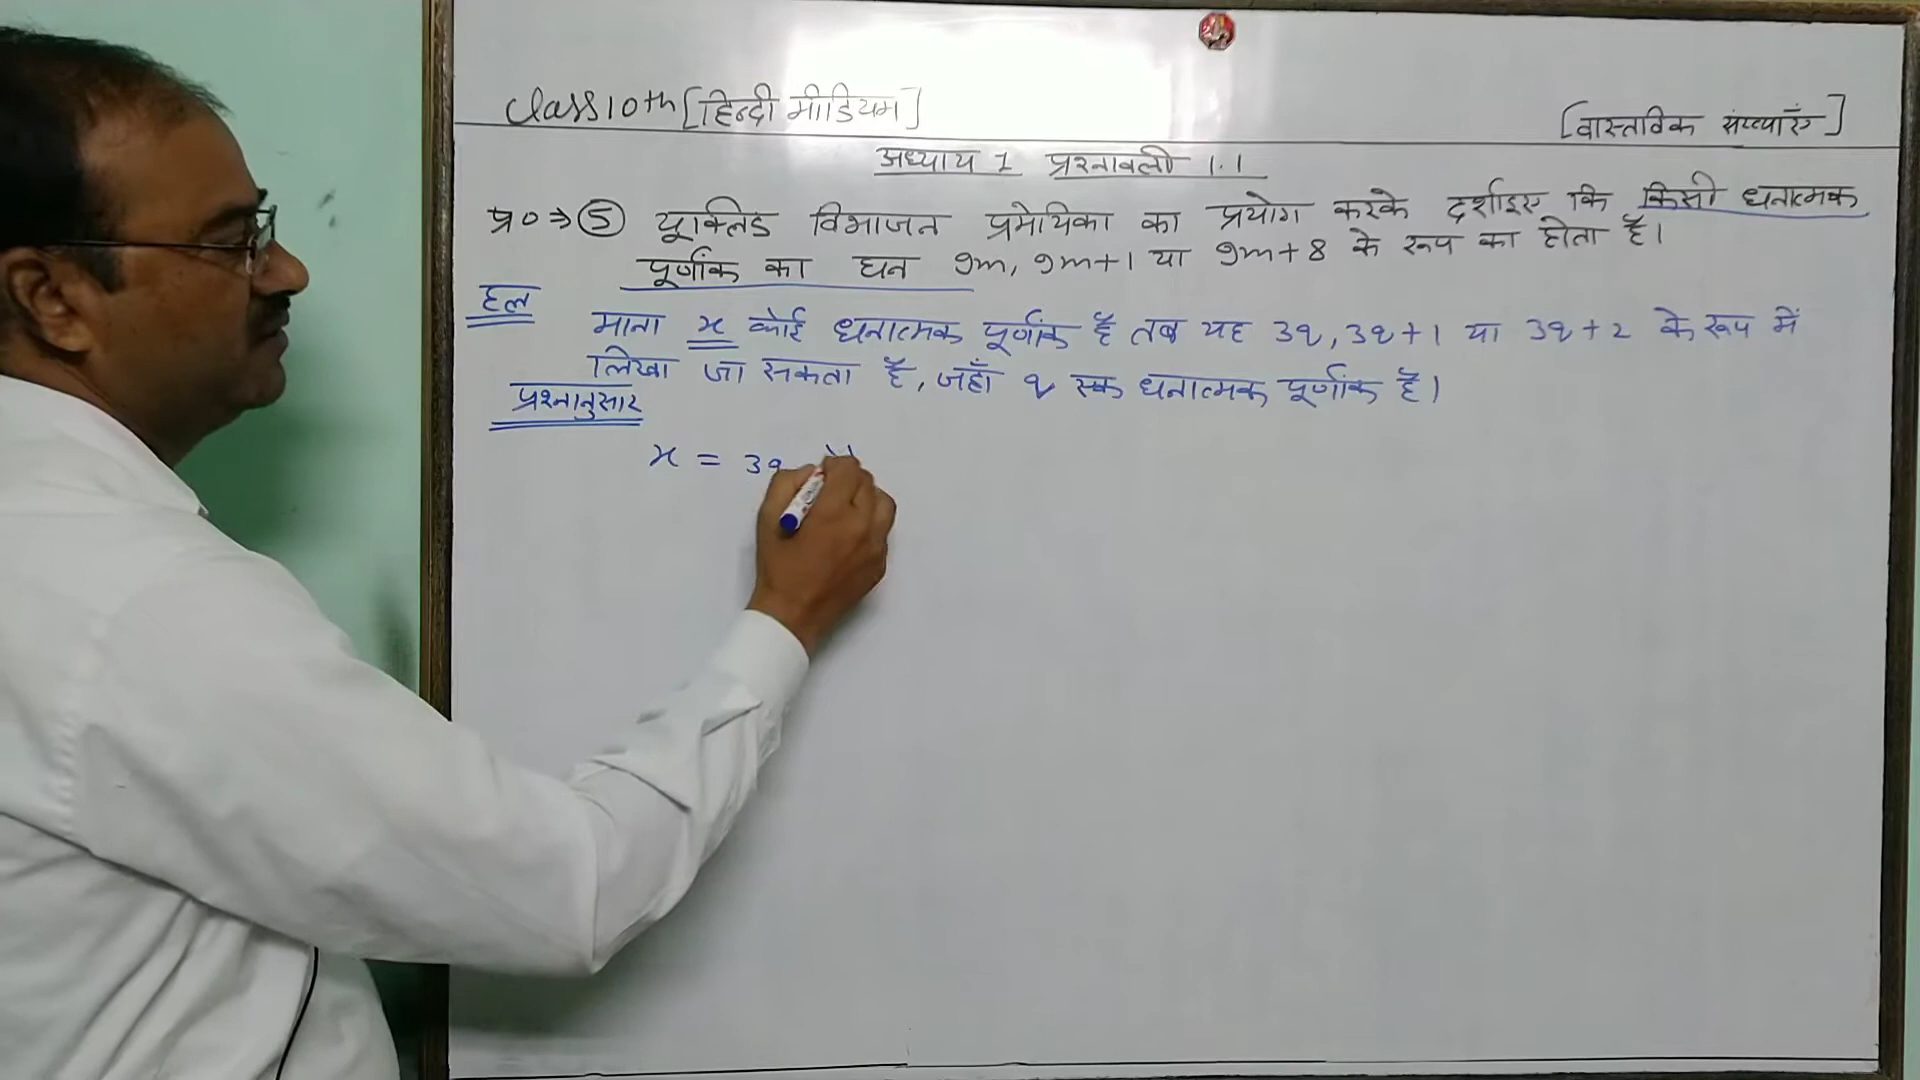 Class 10th [हिन्दी मीडियम]
[वास्तविक संख्याएँ]
अध्याय 1 प्रश्नावली 1.1
प्र० ⇒ (5) यूक्लिड विभाजन प्रमेयिका का प्रयोग करके दर्शाइए कि किसी धनात्मक
पूर्णांक का घन 9m, 9m+1 या 9m+8 के रूप का होता है।
हल
माना x कोई धनात्मक पूर्णांक है तब यह 3q, 3q+1 या 3q+2 के रूप में
लिखा जा सकता है, जहाँ q एक धनात्मक पूर्णांक है।
प्रश्नानुसार
x = 3q